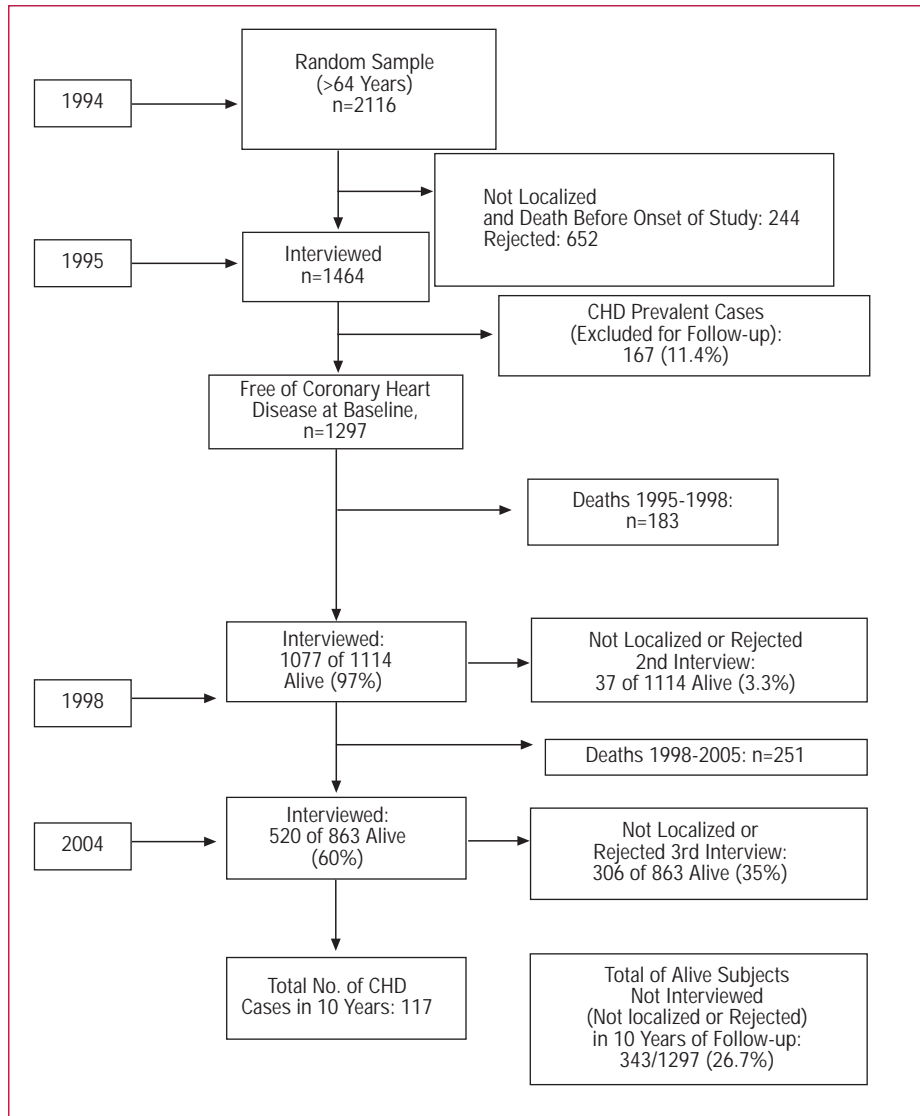 1994
Random Sample
(>64 Years)
n=2116
Not Localized
and Death Before Onset of Study: 244
Rejected: 652
1995
Interviewed
n=1464
CHD Prevalent Cases
(Excluded for Follow-up):
167 (11.4%)
Free of Coronary Heart
Disease at Baseline,
n=1297
Deaths 1995-1998:
n=183
Interviewed:
1077 of 1114
Alive (97%)
Not Localized or Rejected
2nd Interview:
37 of 1114 Alive (3.3%)
1998
Deaths 1998-2005: n=251
2004
Interviewed:
520 of 863 Alive
(60%)
Not Localized or
Rejected 3rd Interview:
306 of 863 Alive (35%)
Total No. of CHD
Cases in 10 Years: 117
Total of Alive Subjects
Not Interviewed
(Not localized or Rejected)
in 10 Years of Follow-up:
343/1297 (26.7%)